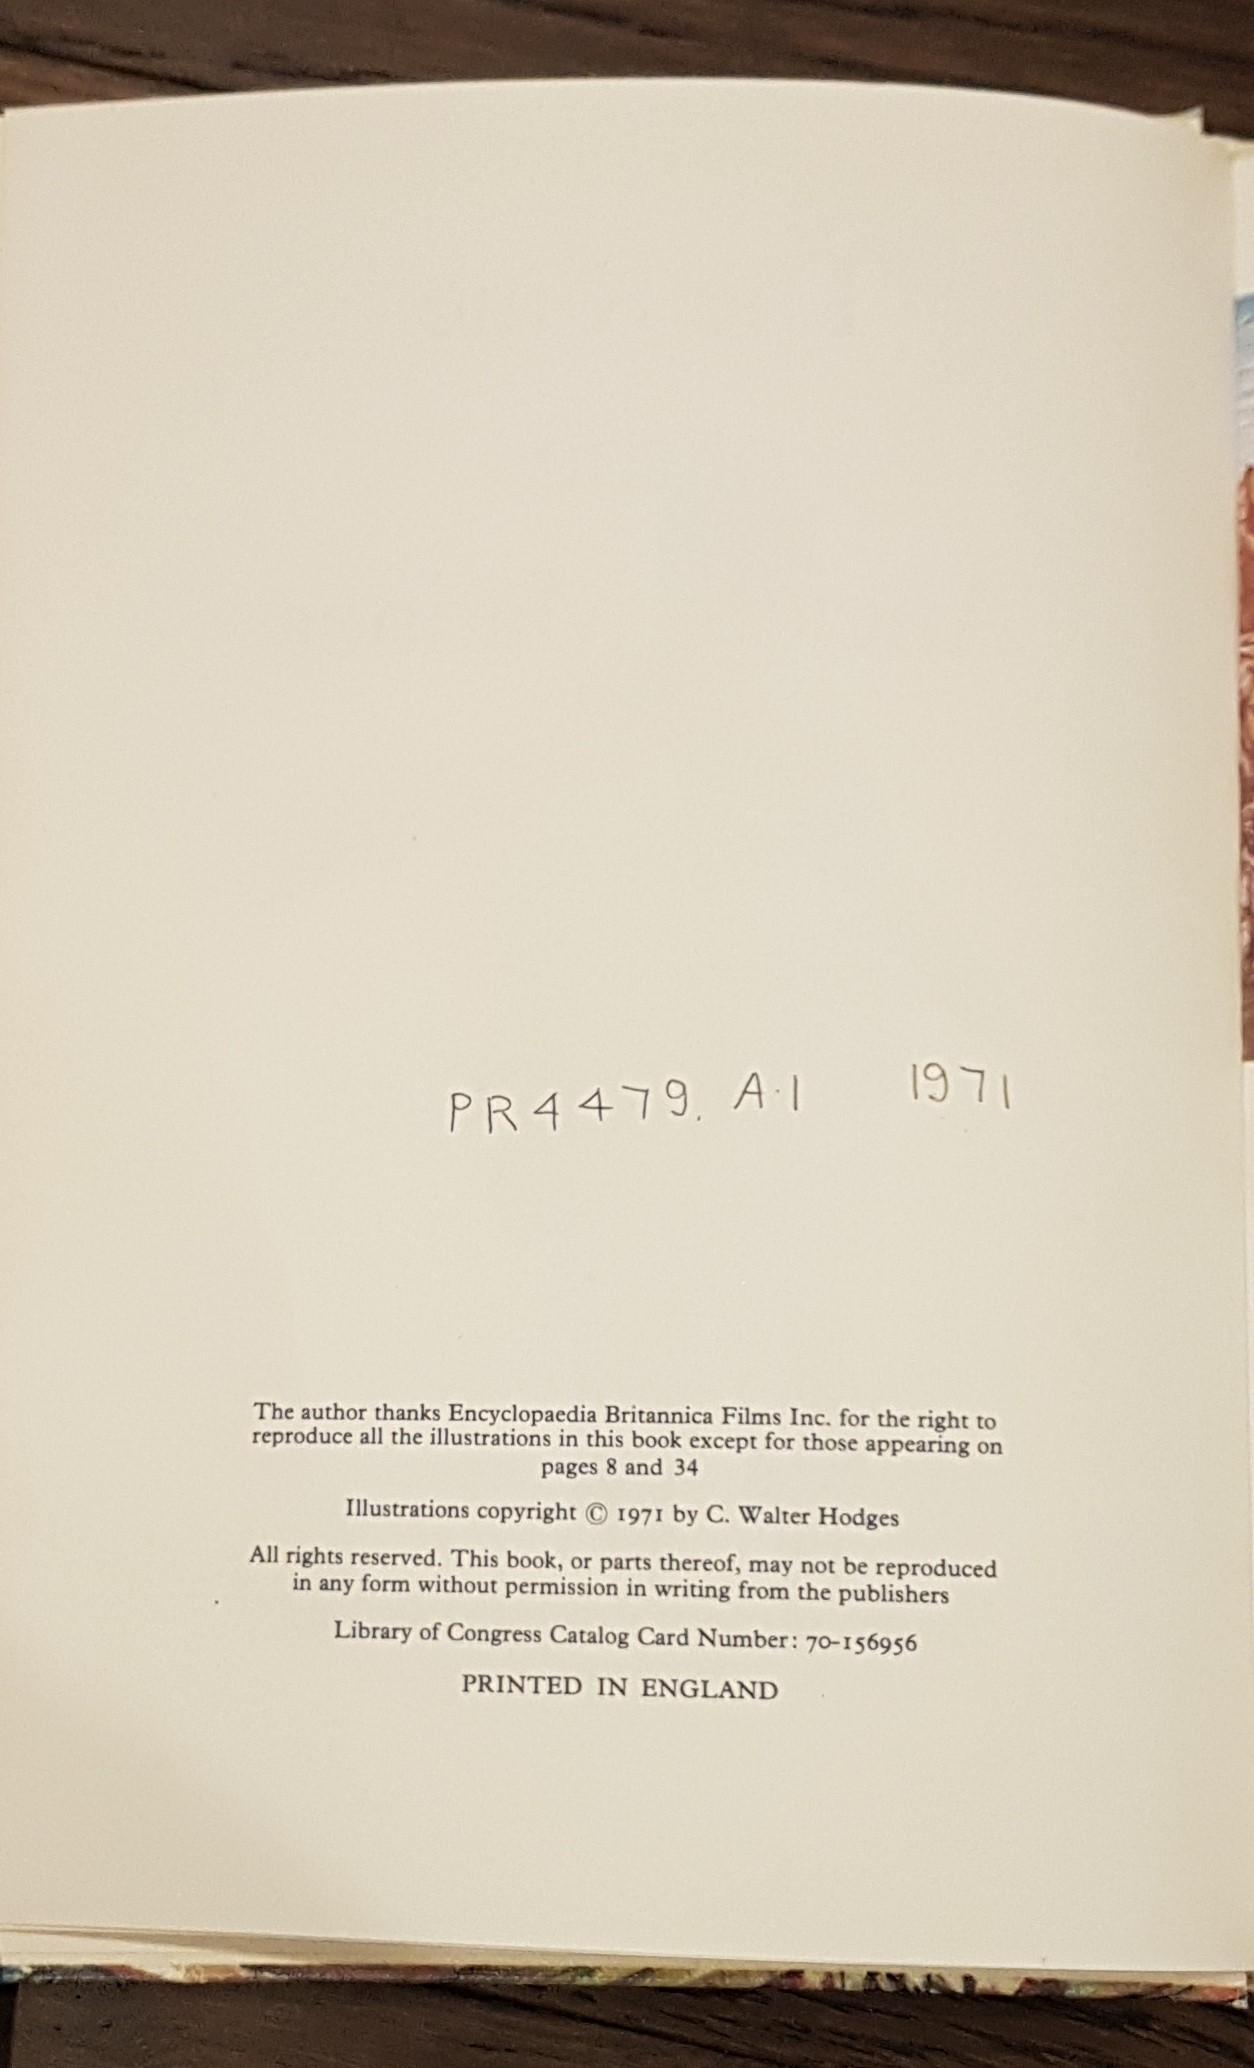 PR4479. A.1 1971
The author thanks Encyclopaedia Britannica Films Inc. for the right to
reproduce all the illustrations in this book except for those appearing on
pages 8 and 34
Illustrations copyright © 1971 by C. Walter Hodges
All rights reserved. This book, or parts thereof, may not be reproduced
in any form without permission in writing from the publishers
Library of Congress Catalog Card Number: 70-156956
PRINTED IN ENGLAND